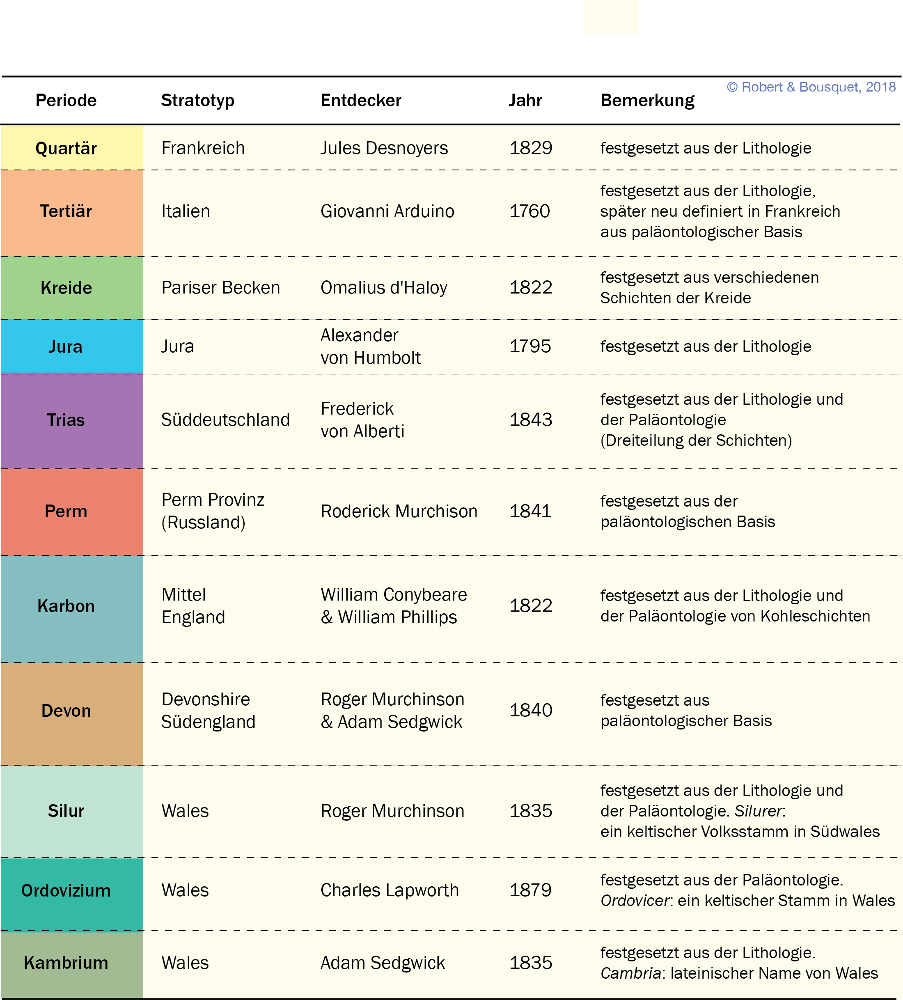 © Robert & Bousquet, 2018
Periode Stratotyp Entdecker Jahr Bemerkung
Quartär Frankreich Jules Desnoyers 1829 festgesetzt aus der Lithologie
Tertiär Italien Giovanni Arduino 1760 festgesetzt aus der Lithologie,
später neu definiert in Frankreich
aus paläontologischer Basis
Kreide Pariser Becken Omalius d'Haloy 1822 festgesetzt aus verschiedenen
Schichten der Kreide
Jura Jura Alexander
von Humbolt 1795 festgesetzt aus der Lithologie
Trias Süddeutschland Frederick
von Alberti 1843 festgesetzt aus der Lithologie und
der Paläontologie
(Dreiteilung der Schichten)
Perm Perm Provinz
(Russland) Roderick Murchison 1841 festgesetzt aus der
paläontologischen Basis
Karbon Mittel
England William Conybeare
& William Phillips 1822 festgesetzt aus der Lithologie und
der Paläontologie von Kohleschichten
Devon Devonshire
Südengland Roger Murchinson
& Adam Sedgwick 1840 festgesetzt aus
paläontologischer Basis
Silur Wales Roger Murchinson 1835 festgesetzt aus der Lithologie und
der Paläontologie. Silurer:
ein keltischer Volksstamm in Südwales
Ordovizium Wales Charles Lapworth 1879 festgesetzt aus der Paläontologie.
Ordovicer: ein keltischer Stamm in Wales
Kambrium Wales Adam Sedgwick 1835 festgesetzt aus der Lithologie.
Cambria: lateinischer Name von Wales